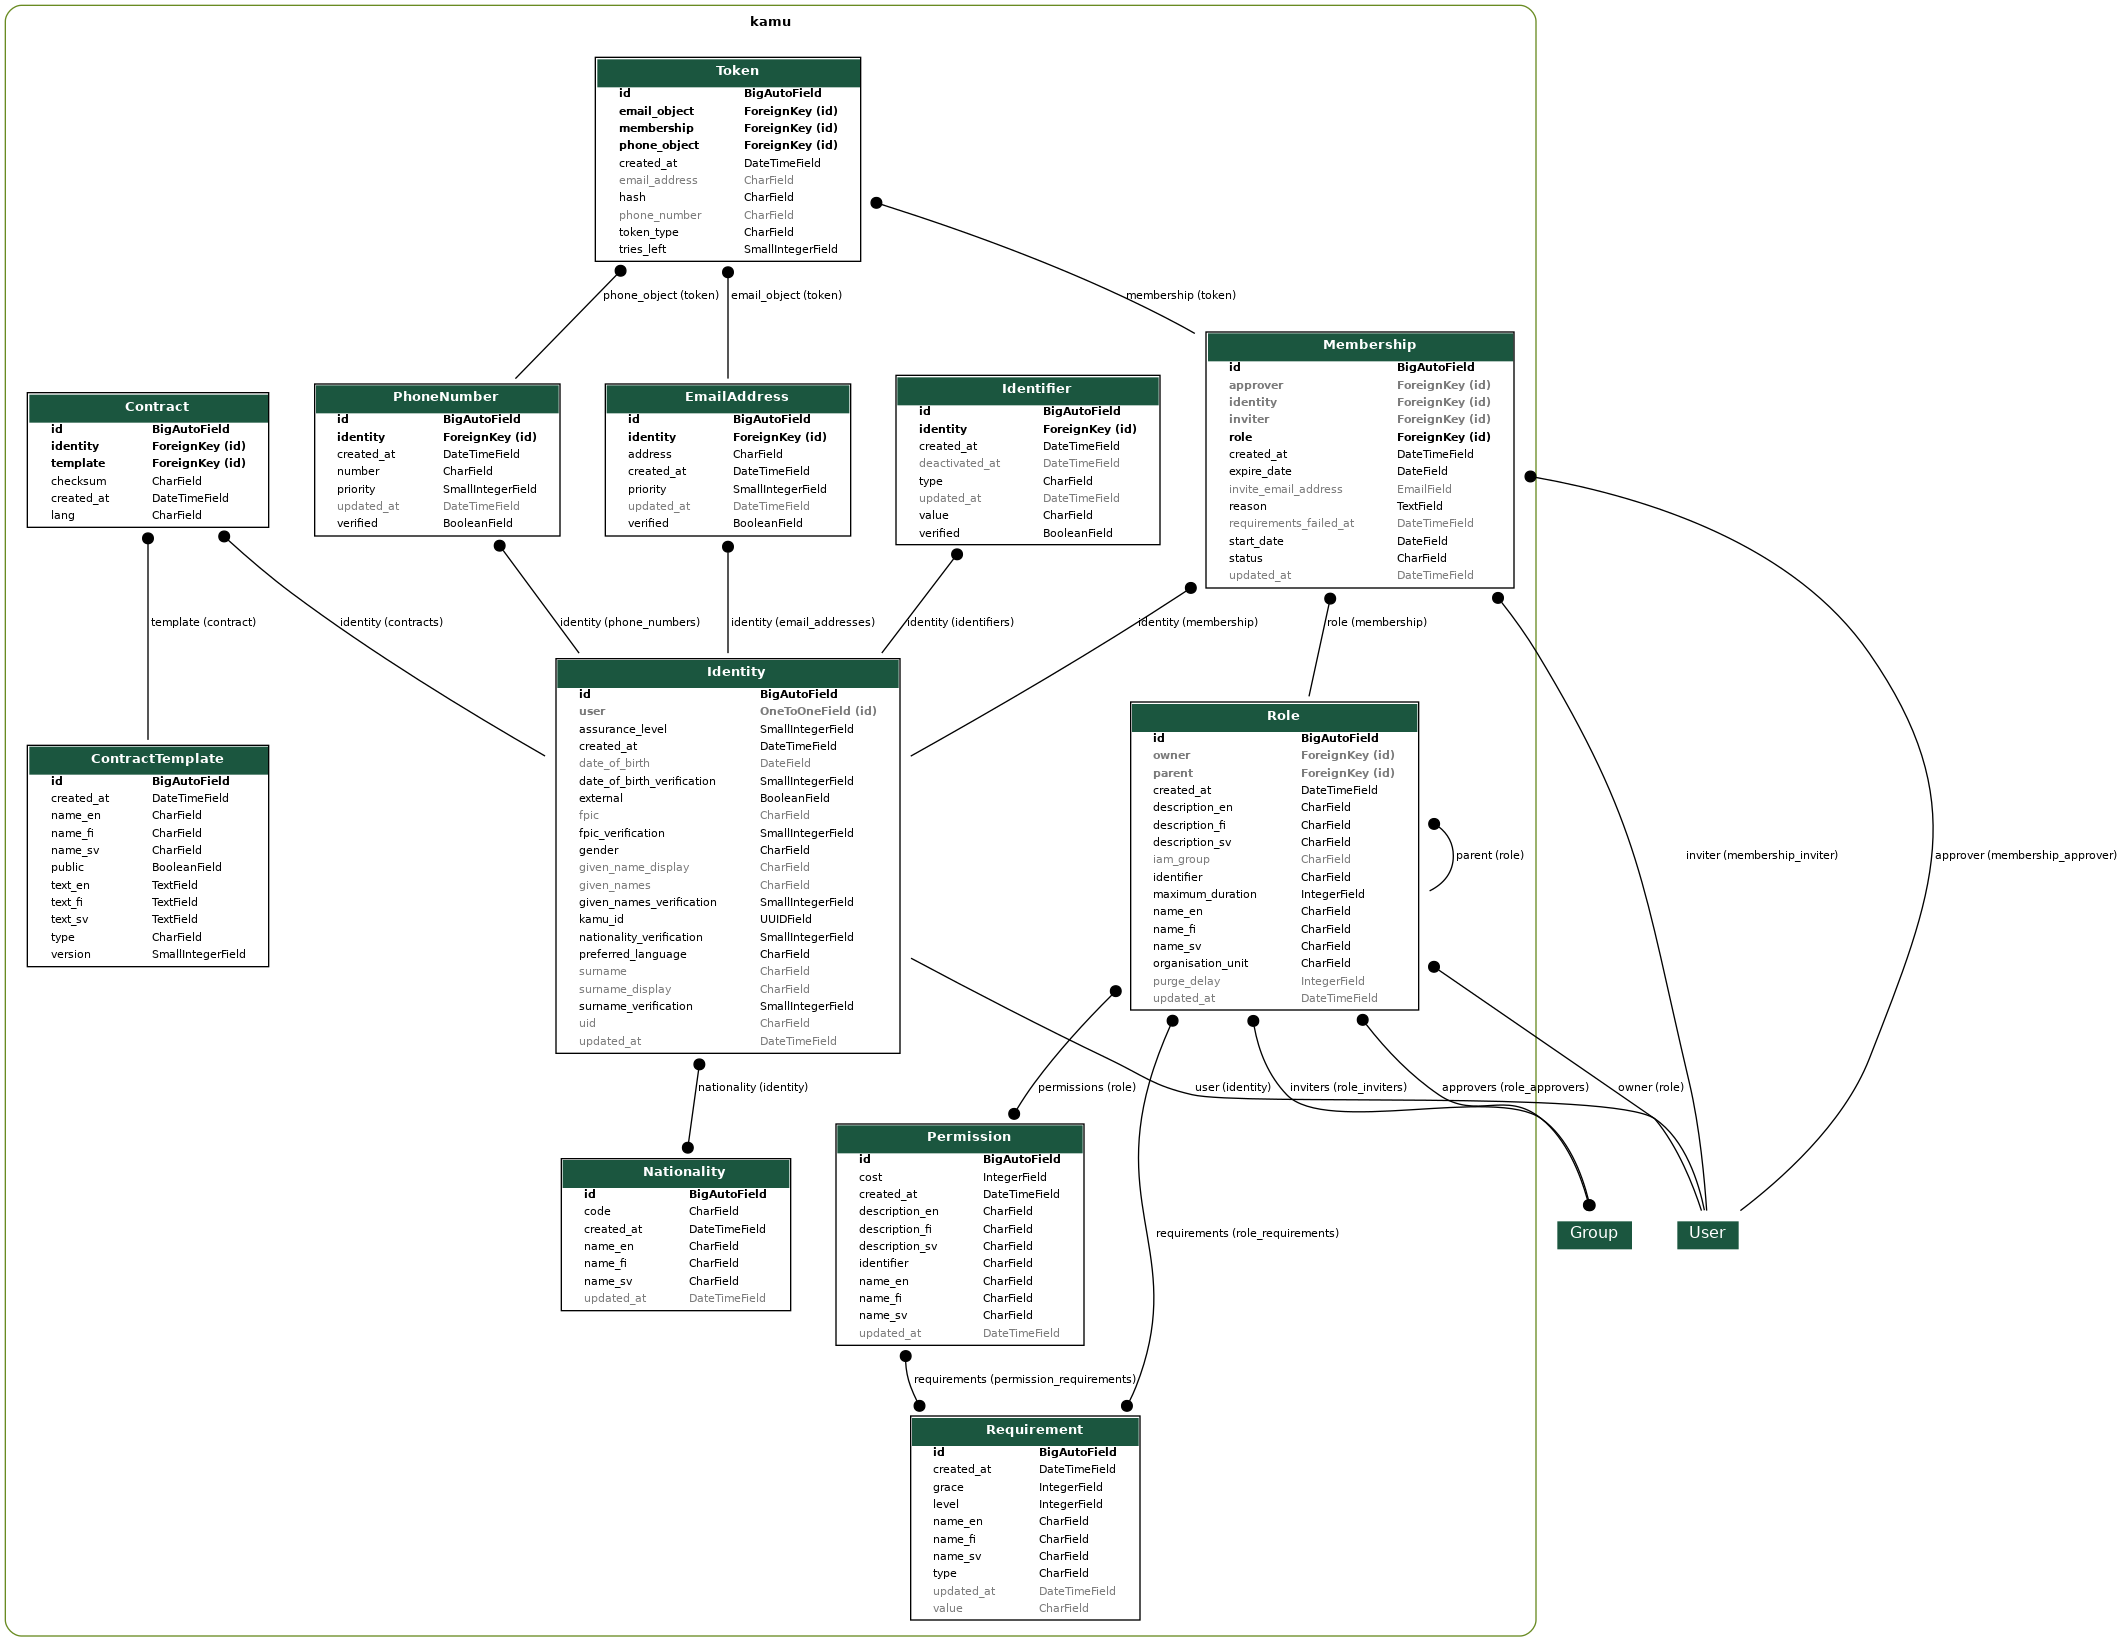 kamu
Token
id BigAutoField
email_object ForeignKey (id)
membership ForeignKey (id)
phone_object ForeignKey (id)
created_at DateTimeField
email_address CharField
hash CharField
phone_number CharField
token_type CharField
tries_left SmallIntegerField
phone_object (token)
email_object (token)
membership (token)
Contract
id BigAutoField
identity ForeignKey (id)
template ForeignKey (id)
checksum CharField
created_at DateTimeField
lang CharField
PhoneNumber
id BigAutoField
identity ForeignKey (id)
created_at DateTimeField
number CharField
priority SmallIntegerField
updated_at DateTimeField
verified BooleanField
EmailAddress
id BigAutoField
identity ForeignKey (id)
address CharField
created_at DateTimeField
priority SmallIntegerField
updated_at DateTimeField
verified BooleanField
Identifier
id BigAutoField
identity ForeignKey (id)
created_at DateTimeField
deactivated_at DateTimeField
type CharField
updated_at DateTimeField
value CharField
verified BooleanField
Membership
id BigAutoField
approver ForeignKey (id)
identity ForeignKey (id)
inviter ForeignKey (id)
role ForeignKey (id)
created_at DateTimeField
expire_date DateField
invite_email_address EmailField
reason TextField
requirements_failed_at DateTimeField
start_date DateField
status CharField
updated_at DateTimeField
template (contract)
identity (contracts)
identity (phone_numbers)
identity (email_addresses)
identity (identifiers)
identity (membership)
role (membership)
ContractTemplate
id BigAutoField
created_at DateTimeField
name_en CharField
name_fi CharField
name_sv CharField
public BooleanField
text_en TextField
text_fi TextField
text_sv TextField
type CharField
version SmallIntegerField
Identity
id BigAutoField
user OneToOneField (id)
assurance_level SmallIntegerField
created_at DateTimeField
date_of_birth DateField
date_of_birth_verification SmallIntegerField
external BooleanField
fpic CharField
fpic_verification SmallIntegerField
gender CharField
given_name_display CharField
given_names CharField
given_names_verification SmallIntegerField
kamu_id UUIDField
nationality_verification SmallIntegerField
preferred_language CharField
surname CharField
surname_display CharField
surname_verification SmallIntegerField
uid CharField
updated_at DateTimeField
Role
id BigAutoField
owner ForeignKey (id)
parent ForeignKey (id)
created_at DateTimeField
description_en CharField
description_fi CharField
description_sv CharField
iam_group CharField
identifier CharField
maximum_duration IntegerField
name_en CharField
name_fi CharField
name_sv CharField
organisation_unit CharField
purge_delay IntegerField
updated_at DateTimeField
parent (role)
inviter (membership_inviter)
approver (membership_approver)
nationality (identity)
permissions (role)
user (identity)
inviters (role_inviters)
approvers (role_approvers)
owner (role)
Nationality
id BigAutoField
code CharField
created_at DateTimeField
name_en CharField
name_fi CharField
name_sv CharField
updated_at DateTimeField
Permission
id BigAutoField
cost IntegerField
created_at DateTimeField
description_en CharField
description_fi CharField
description_sv CharField
identifier CharField
name_en CharField
name_fi CharField
name_sv CharField
updated_at DateTimeField
requirements (role_requirements)
Group
User
requirements (permission_requirements)
Requirement
id BigAutoField
created_at DateTimeField
grace IntegerField
level IntegerField
name_en CharField
name_fi CharField
name_sv CharField
type CharField
updated_at DateTimeField
value CharField